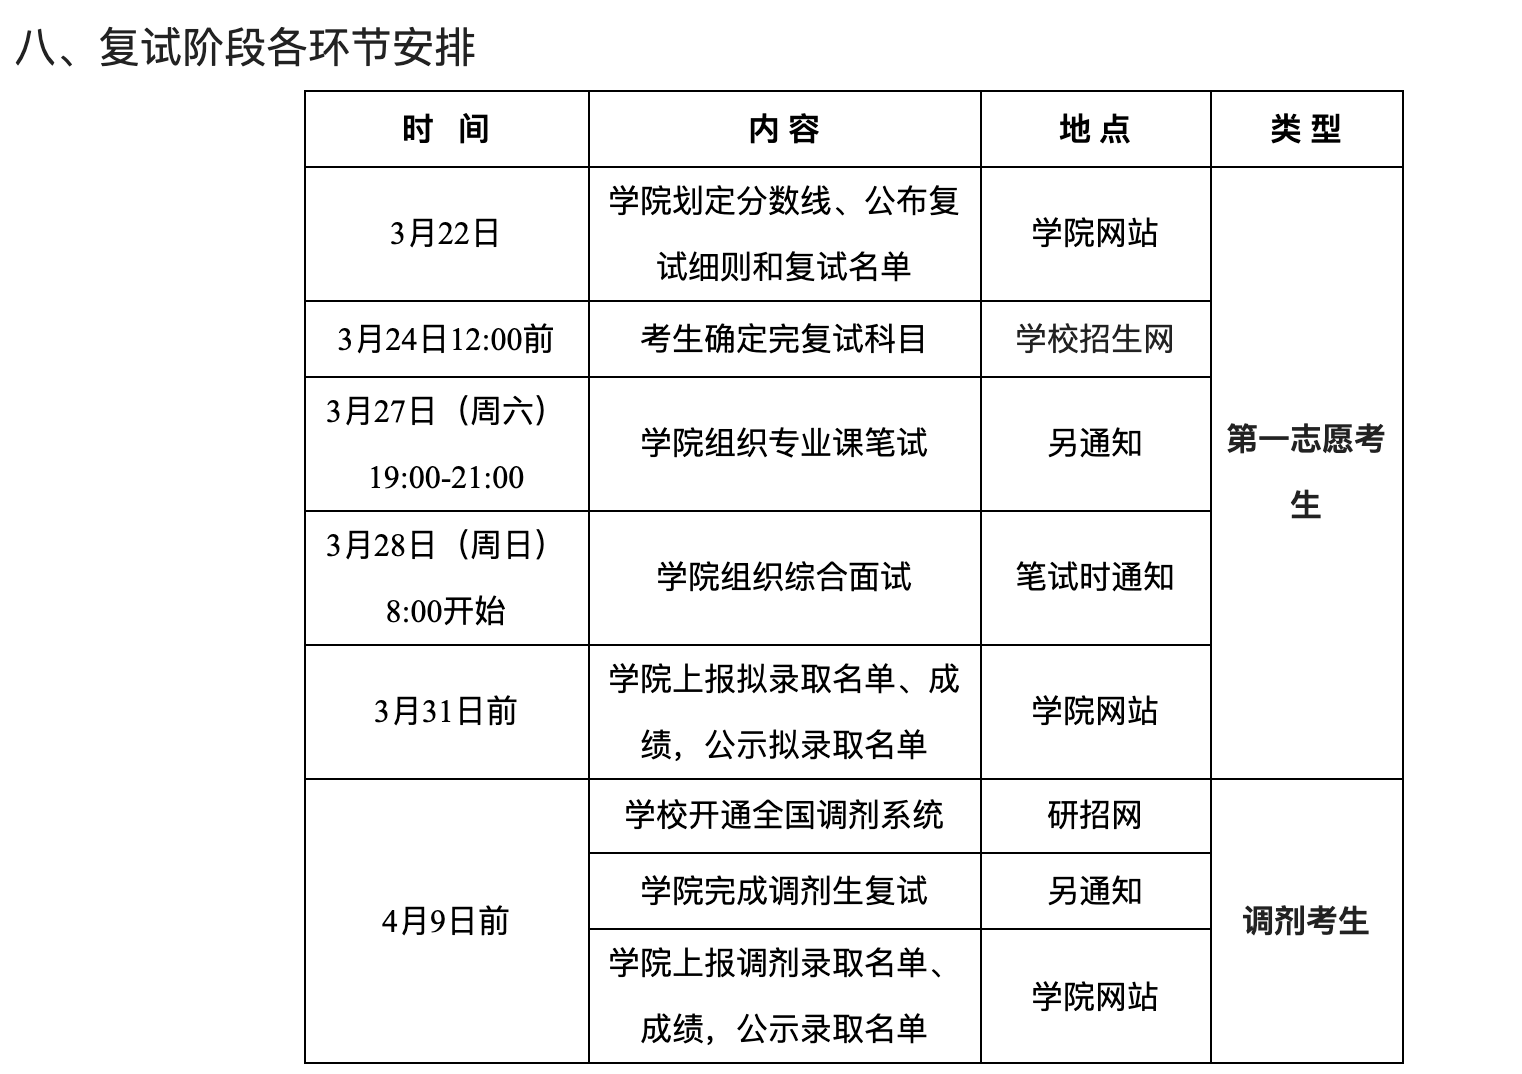 八、复试阶段各环节安排
时 间
内 容
地 点
类 型
3月22日
学院划定分数线、公布复
试细则和复试名单
学院网站
第一志愿考
生
3月24日12:00前
考生确定完复试科目
学校招生网
3月27日（周六）
19:00-21:00
学院组织专业课笔试
另通知
3月28日（周日）
8:00开始
学院组织综合面试
笔试时通知
3月31日前
学院上报拟录取名单、成
绩，公示拟录取名单
学院网站
4月9日前
学校开通全国调剂系统
研招网
调剂考生
学院完成调剂生复试
另通知
学院上报调剂录取名单、
成绩，公示录取名单
学院网站